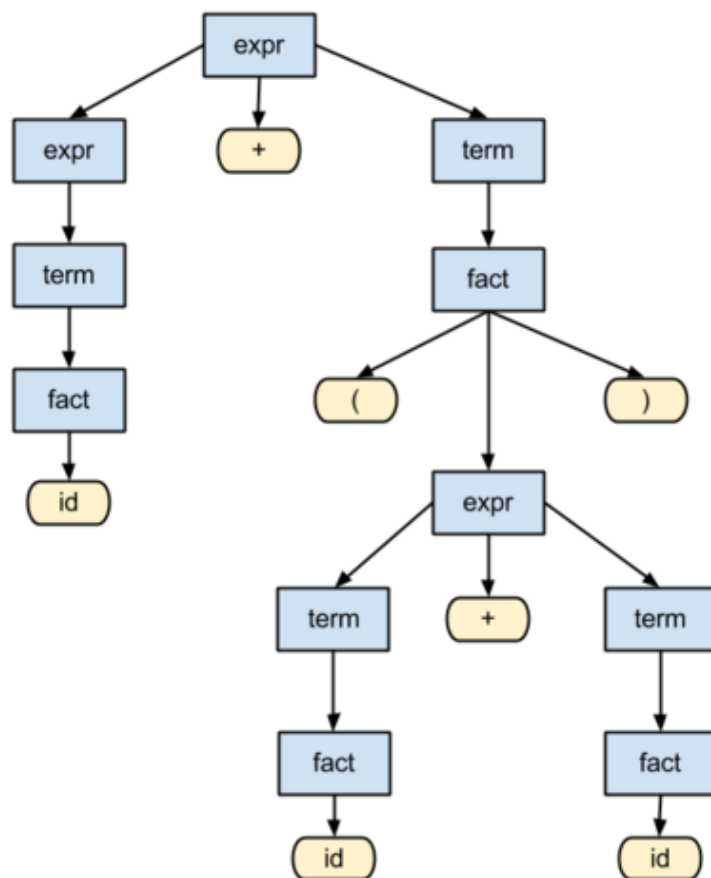 expr
expr
+
term
term
fact
fact
(
)
id
expr
term
+
term
fact
fact
id
id